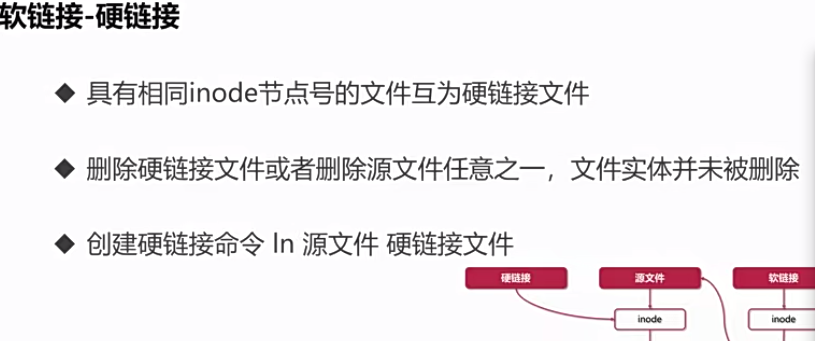 软链接-硬链接
◆ 具有相同inode节点号的文件互为硬链接文件
◆ 删除硬链接文件或者删除源文件任意之一，文件实体并未被删除
◆ 创建硬链接命令 ln 源文件 硬链接文件
硬链接 源文件 软链接
inode inode